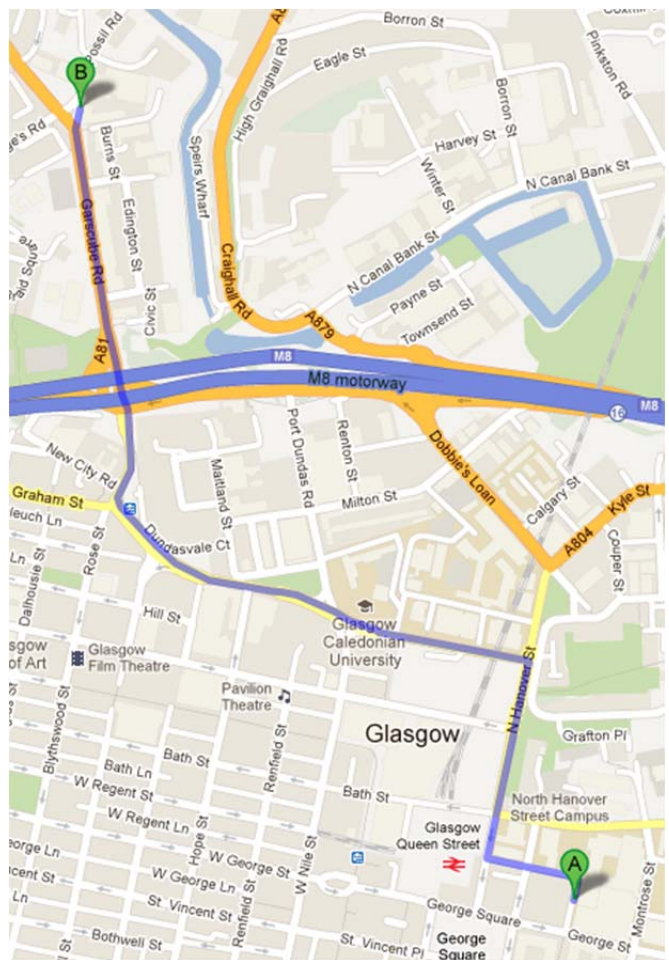 Possil Rd
B
Borron St
High Graighall Rd
Eagle St
Pinkston Rd
Borron St
Burns St
Speirs Wharf
Harvey St
Winter St
N Canal Bank St
Garscube Rd
Edington St
N Canal Bank St
Civic St
Craighall Rd
Payne St
Townsend St
A879
A81
M8
M8 motorway
M8
16
New City Rd
Maitland St
Port Dundas Rd
Renton St
Dobbie's Loan
Graham St
Milton St
Calgary St
Kyle St
A804
Rose St
Dundasvale Ct
Couper St
Dalhousie St
Hill St
Glasgow
Caledonian
University
Glasgow
Film Theatre
of Art
N Hanover St
Pavilion
Theatre
Blythswood St
Renfield St
Glasgow
Grafton Pl
Bath St
Bath Ln
W Regent St
Bath St
North Hanover
Street Campus
W Regent Ln
Hope St
W Nile St
Glasgow
Queen Street
A
W George St
W George Ln
Renfield St
George Square
Montrose St
St. Vincent St
George St
Bothwell St
St. Vincent Pl
George
Square